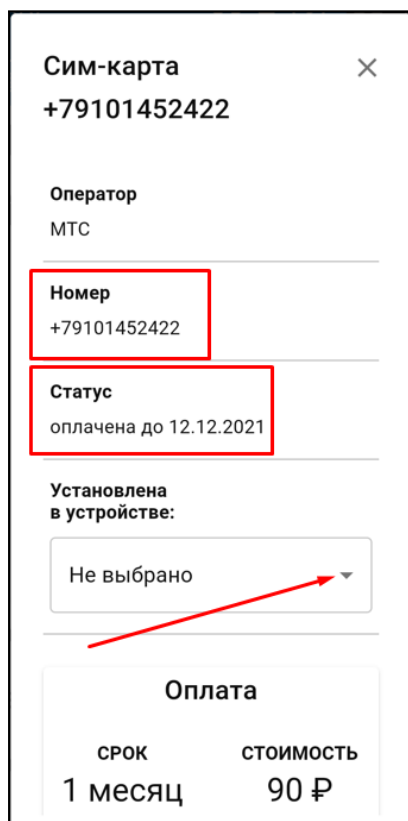 Сим-карта
+79101452422
Оператор
МТС
Номер
+79101452422
Статус
оплачена до 12.12.2021
Установлена
в устройстве:
Не выбрано
Оплата
СРОК СТОИМОСТЬ
1 месяц 90 ₽